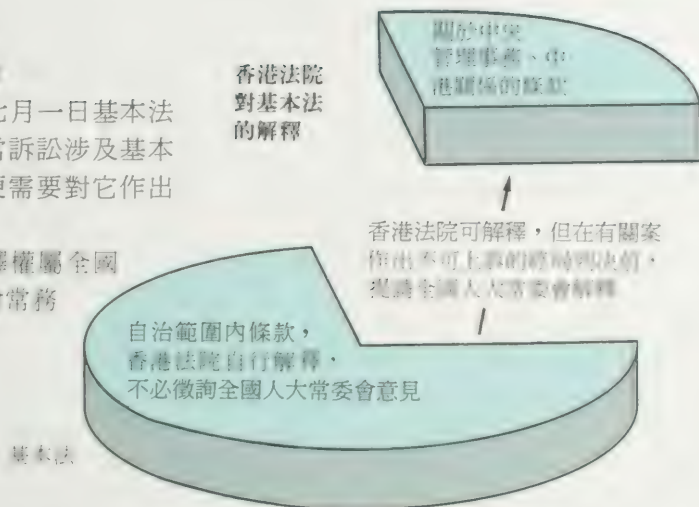 七月一日基本法
訴訟涉及基本
需要對它作出
釋權屬全國
常務
香港法院
對基本法
的解釋
關於中央
管理事務、中
港關係的條款
香港法院可解釋，但在有關案
作出不可上訴的終局判決前，
提請全國人大常委會解釋
自治範圍內條款，
香港法院自行解釋，
不必徵詢全國人大常委會意見
基本法